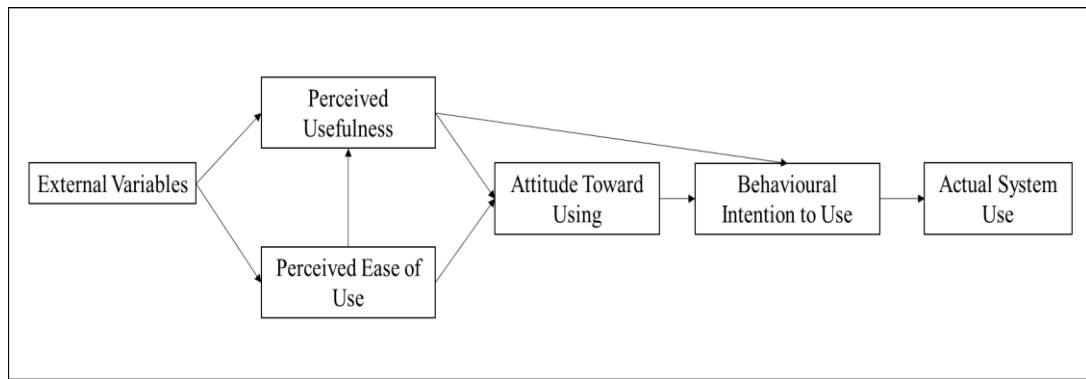 External Variables
Perceived
Usefulness
Perceived Ease of
Use
Attitude Toward
Using
Behavioural
Intention to Use
Actual System
Use